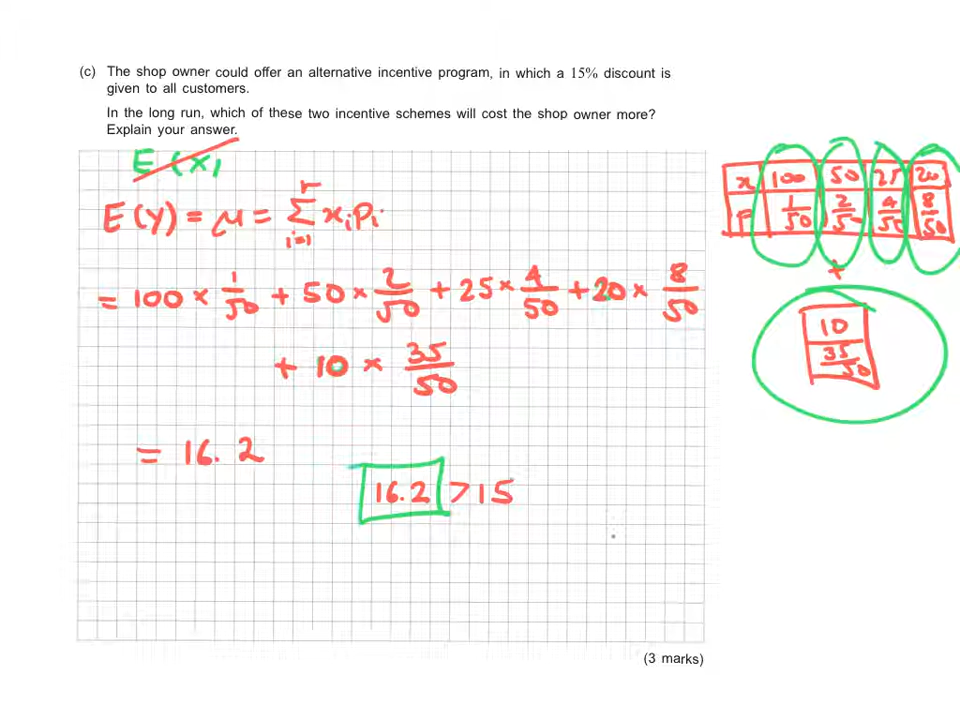 (c) The shop owner could offer an alternative incentive program, in which a 15% discount is
given to all customers.
In the long run, which of these two incentive schemes will cost the shop owner more?
Explain your answer.
E (X)
E(Y) = μ = Σ xᵢpᵢ
r
i=1
= 100 × 1/50 + 50 × 2/50 + 25 × 4/50 + 20 × 8/50
+ 10 × 35/50
= 16.2
16.2 > 15
x 100 50 25 20
P 1/50 2/50 4/50 8/50
+
10
35/50
(3 marks)